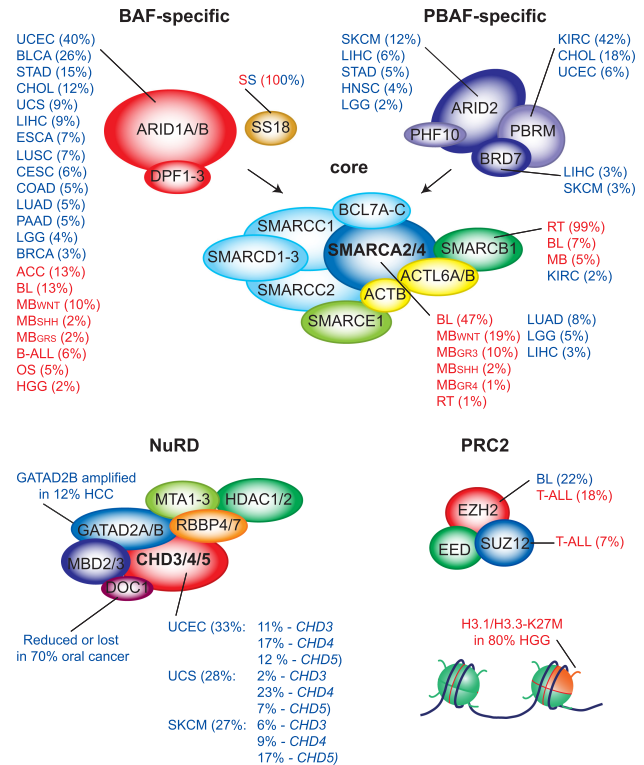 BAF-specific
UCEC (40%)
BLCA (26%)
STAD (15%)
CHOL (12%)
UCS (9%)
LIHC (9%)
ESCA (7%)
LUSC (7%)
CESC (6%)
COAD (5%)
LUAD (5%)
PAAD (5%)
LGG (4%)
BRCA (3%)
ACC (13%)
BL (13%)
MBWNT (10%)
MBSHH (2%)
MBGRS (2%)
B-ALL (6%)
OS (5%)
HGG (2%)
ARID1A/B
DPF1-3
SS (100%)
SS18
PBAF-specific
SKCM (12%)
LIHC (6%)
STAD (5%)
HNSC (4%)
LGG (2%)
KIRC (42%)
CHOL (18%)
UCEC (6%)
ARID2
PHF10
PBRM
BRD7
LIHC (3%)
SKCM (3%)
core
BCL7A-C
SMARCC1
SMARCA2/4
SMARCB1
SMARCD1-3
ACTL6A/B
SMARCC2
ACTB
SMARCE1
RT (99%)
BL (7%)
MB (5%)
KIRC (2%)
BL (47%)
MBWNT (19%)
MBGR3 (10%)
MBSHH (2%)
MBGR4 (1%)
RT (1%)
LUAD (8%)
LGG (5%)
LIHC (3%)
NuRD
GATAD2B amplified
in 12% HCC
MTA1-3
HDAC1/2
GATAD2A/B
RBBP4/7
MBD2/3
CHD3/4/5
DOC1
Reduced or lost
in 70% oral cancer
UCEC (33%: 11% - CHD3
17% - CHD4
12 % - CHD5)
UCS (28%: 2% - CHD3
23% - CHD4
7% - CHD5)
SKCM (27%: 6% - CHD3
9% - CHD4
17% - CHD5)
PRC2
BL (22%)
T-ALL (18%)
EZH2
EED
SUZ12
T-ALL (7%)
H3.1/H3.3-K27M
in 80% HGG